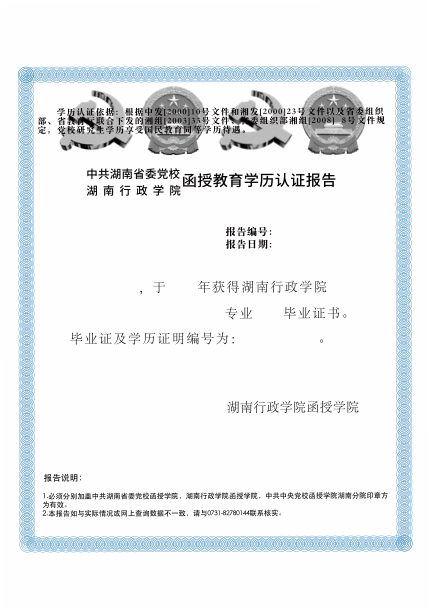 学历认证依据：根据中发[2000]10号文件和湘发[2000]23号文件以及省委组织
部、省教育厅联合下发的湘组[2003]33号文件、省委组织部湘组[2008] 8号文件规
定，党校研究生学历享受国民教育同等学历待遇。
中共湖南省委党校
湖南行政学院 函授教育学历认证报告
报告编号：
报告日期：
，于 年获得湖南行政学院
专业 毕业证书。
毕业证及学历证明编号为： 。
湖南行政学院函授学院
报告说明：
1.必须分别加盖中共湖南省委党校函授学院、湖南行政学院函授学院、中共中央党校函授学院湖南分院印章方
为有效。
2.本报告如与实际情况或网上查询数据不一致，请与0731-82780144联系核实。